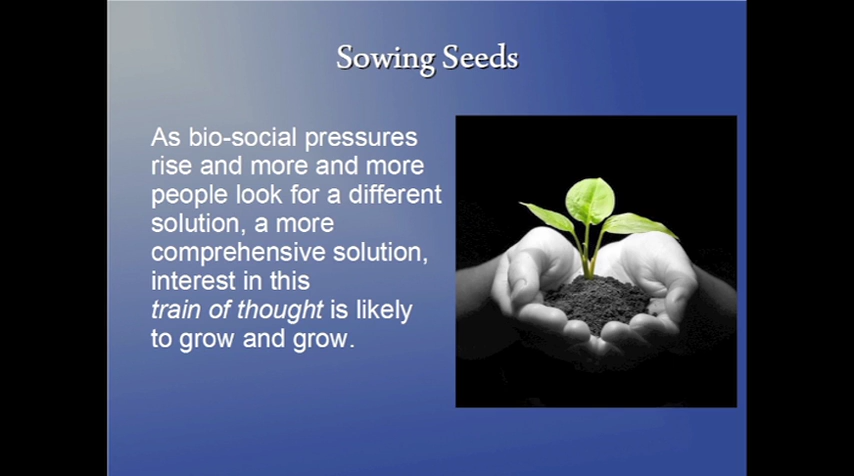 Sowing Seeds
As bio-social pressures
rise and more and more
people look for a different
solution, a more
comprehensive solution,
interest in this
train of thought is likely
to grow and grow.